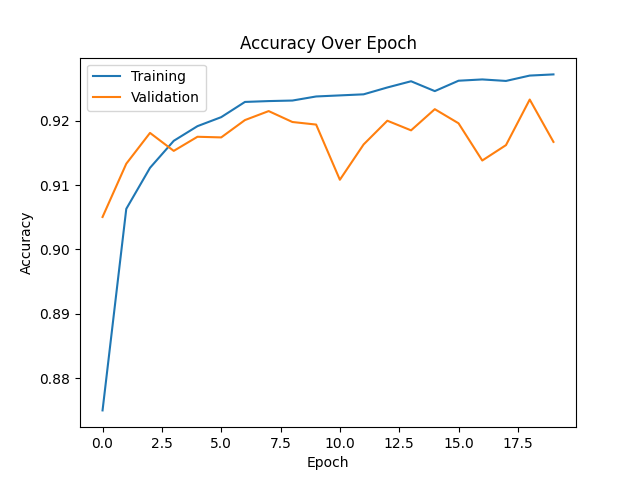 Accuracy Over Epoch
Training
Validation
0.92
0.91
0.90
0.89
0.88
Accuracy
0.0 2.5 5.0 7.5 10.0 12.5 15.0 17.5
Epoch